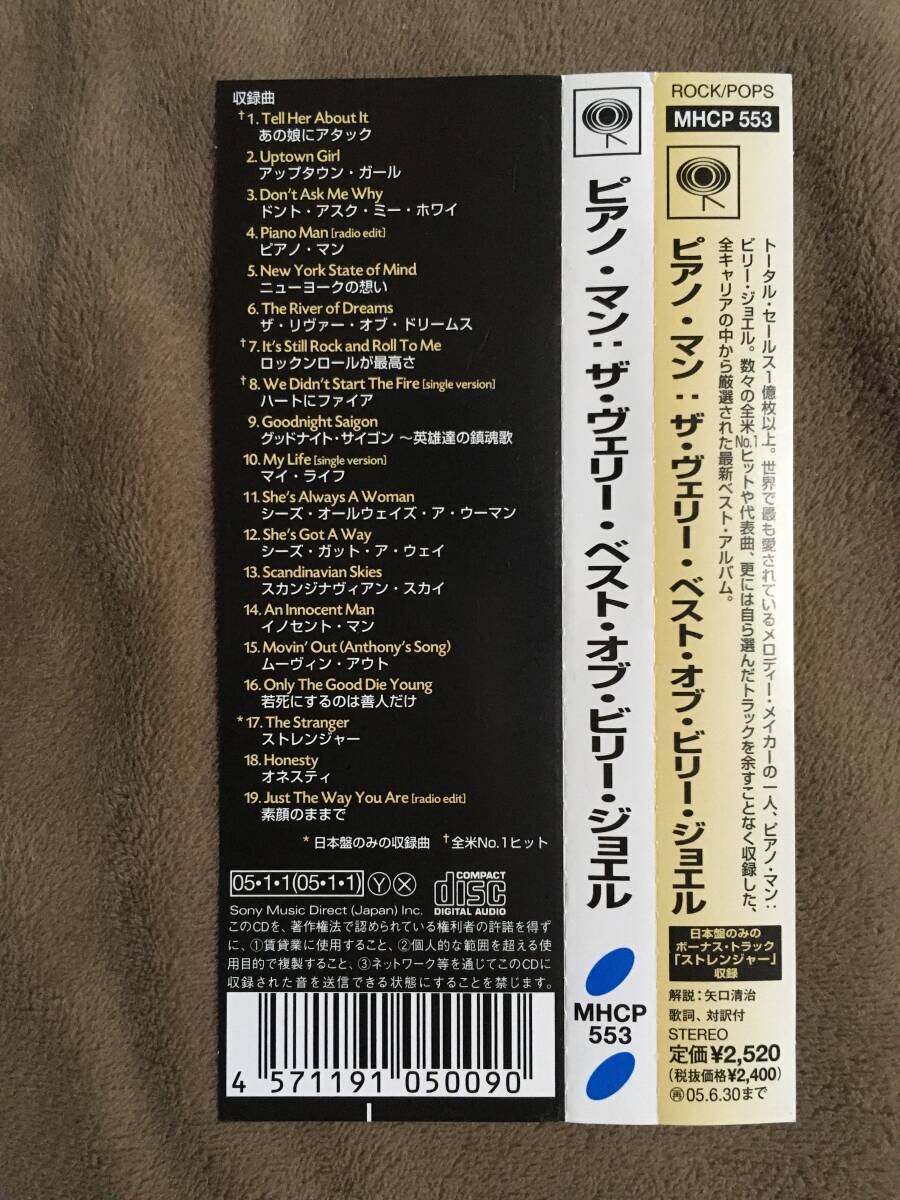 収録曲
†1. Tell Her About It
あの娘にアタック
2. Uptown Girl
アップタウン・ガール
3. Don't Ask Me Why
ドント・アスク・ミー・ホワイ
4. Piano Man [radio edit]
ピアノ・マン
5. New York State of Mind
ニューヨークの想い
6. The River of Dreams
ザ・リヴァー・オブ・ドリームス
†7. It's Still Rock and Roll To Me
ロックンロールが最高さ
†8. We Didn't Start The Fire [single version]
ハートにファイア
9. Goodnight Saigon
グッドナイト・サイゴン ～英雄達の鎮魂歌
10. My Life [single version]
マイ・ライフ
11. She's Always A Woman
シーズ・オールウェイズ・ア・ウーマン
12. She's Got A Way
シーズ・ガット・ア・ウェイ
13. Scandinavian Skies
スカンジナヴィアン・スカイ
14. An Innocent Man
イノセント・マン
15. Movin' Out (Anthony's Song)
ムーヴィン・アウト
16. Only The Good Die Young
若死にするのは善人だけ
*17. The Stranger
ストレンジャー
18. Honesty
オネスティ
19. Just The Way You Are [radio edit]
素顔のままで
*日本盤のみの収録曲 †全米No.1ヒット
05・1・1(05・1・1) Y X
COMPACT
disc
DIGITAL AUDIO
Sony Music Direct (Japan) Inc.
このCDを、著作権法で認められている権利者の許諾を得ず
に、①賃貸業に使用すること、②個人的な範囲を超える使
用目的で複製すること、③ネットワーク等を通じてこのCDに
収録された音を送信できる状態にすることを禁じます。
4 571191 050090
ピアノ・マン：ザ・ヴェリー・ベスト・オブ・ビリー・ジョエル
MHCP
553
ROCK/POPS
MHCP 553
トータル・セールス1億枚以上。世界で最も愛されているメロディー・メイカーの一人、ピアノ・マン：
ビリー・ジョエル。数々の全米No.1ヒットや代表曲、更には自ら選んだトラックを余すことなく収録した、
全キャリアの中から厳選された最新ベスト・アルバム。
ピアノ・マン：ザ・ヴェリー・ベスト・オブ・ビリー・ジョエル
日本盤のみの
ボーナス・トラック
「ストレンジャー」
収録
解説：矢口清治
歌詞、対訳付
STEREO
定価¥2,520
(税抜価格¥2,400)
再05.6.30まで